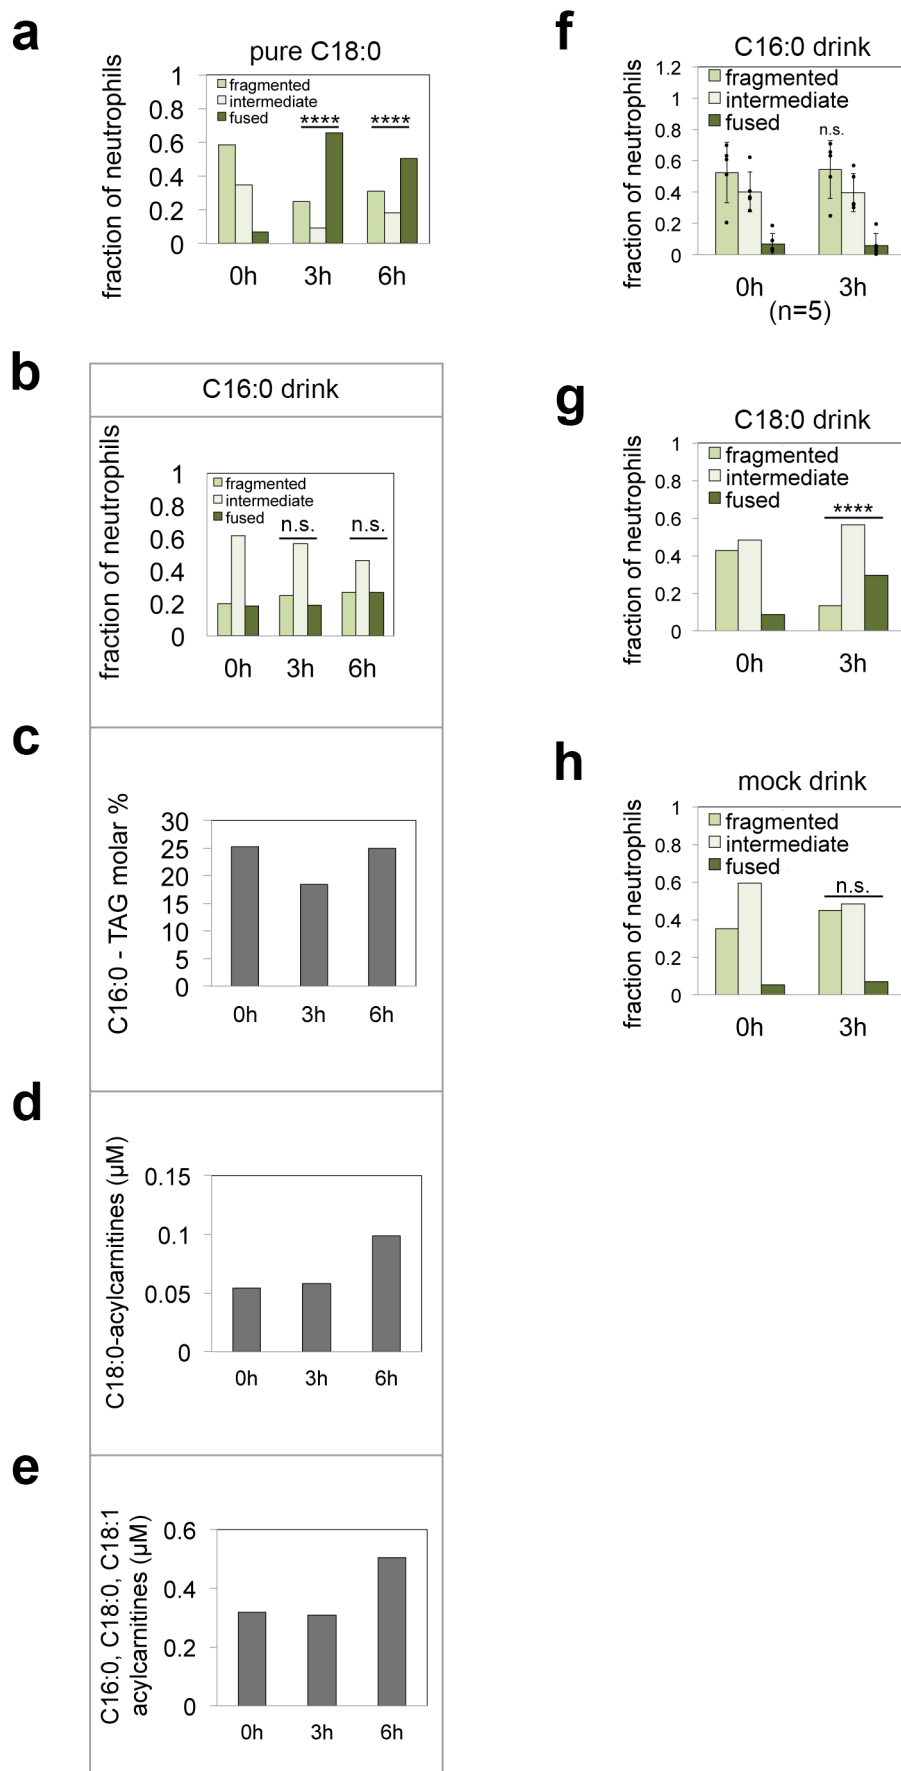 a
pure C18:0
fraction of neutrophils
1
0.8
0.6
0.4
0.2
0
fragmented
intermediate
fused
**** ****
0h 3h 6h
b
C16:0 drink
fraction of neutrophils
1
0.8
0.6
0.4
0.2
0
fragmented
intermediate
fused
n.s. n.s.
0h 3h 6h
c
C16:0 - TAG molar %
30
25
20
15
10
5
0
0h 3h 6h
d
C18:0-acylcarnitines (µM)
0.15
0.1
0.05
0
0h 3h 6h
e
C16:0, C18:0, C18:1
acylcarnitines (µM)
0.6
0.4
0.2
0
0h 3h 6h
f
C16:0 drink
fraction of neutrophils
1.2
1
0.8
0.6
0.4
0.2
0
fragmented
intermediate
fused
n.s.
0h 3h
(n=5)
g
C18:0 drink
fraction of neutrophils
1
0.8
0.6
0.4
0.2
0
fragmented
intermediate
fused
****
0h 3h
h
mock drink
fraction of neutrophils
1
0.8
0.6
0.4
0.2
0
fragmented
intermediate
fused
n.s.
0h 3h